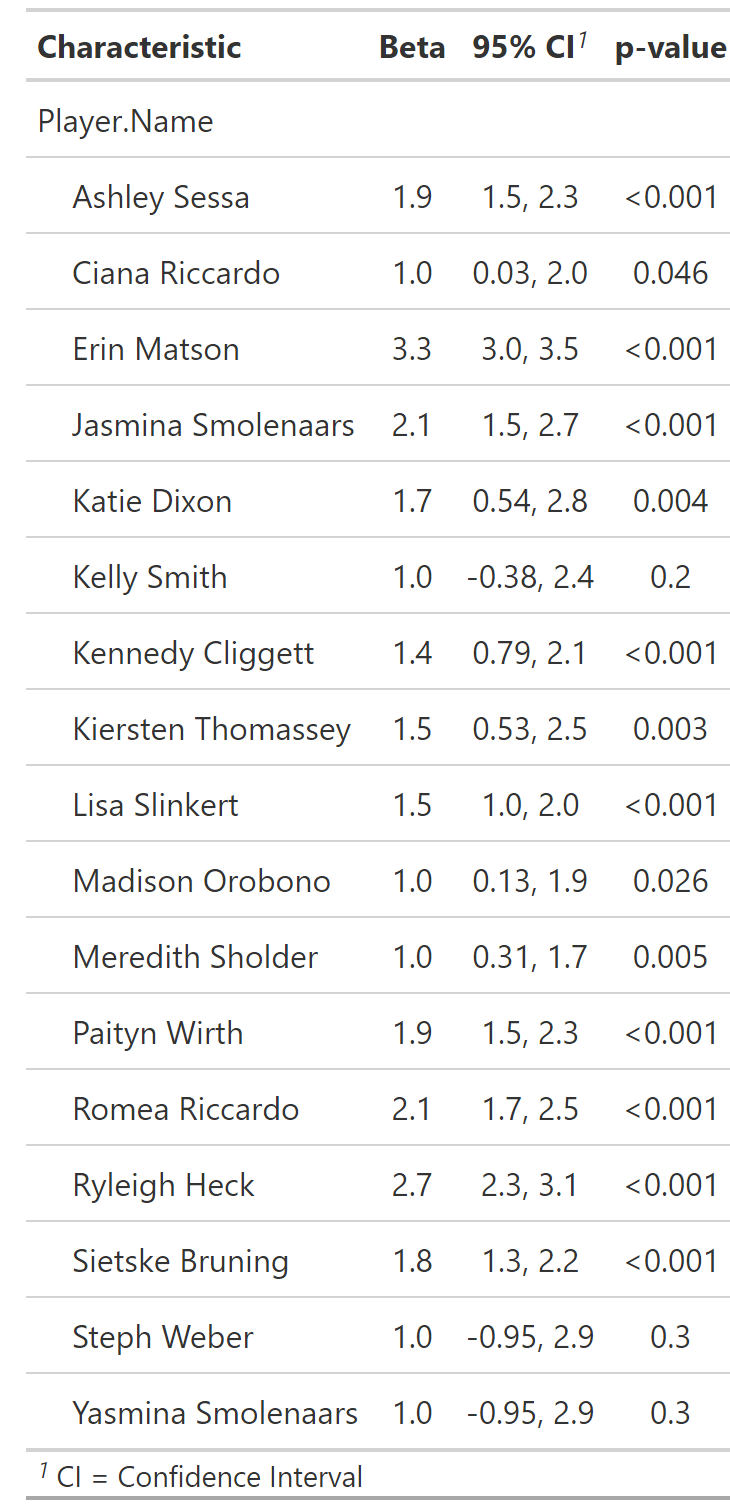 Characteristic Beta 95% CI1 p-value
Player.Name
Ashley Sessa 1.9 1.5, 2.3 <0.001
Ciana Riccardo 1.0 0.03, 2.0 0.046
Erin Matson 3.3 3.0, 3.5 <0.001
Jasmina Smolenaars 2.1 1.5, 2.7 <0.001
Katie Dixon 1.7 0.54, 2.8 0.004
Kelly Smith 1.0 -0.38, 2.4 0.2
Kennedy Cliggett 1.4 0.79, 2.1 <0.001
Kiersten Thomassey 1.5 0.53, 2.5 0.003
Lisa Slinkert 1.5 1.0, 2.0 <0.001
Madison Orobono 1.0 0.13, 1.9 0.026
Meredith Sholder 1.0 0.31, 1.7 0.005
Paityn Wirth 1.9 1.5, 2.3 <0.001
Romea Riccardo 2.1 1.7, 2.5 <0.001
Ryleigh Heck 2.7 2.3, 3.1 <0.001
Sietske Bruning 1.8 1.3, 2.2 <0.001
Steph Weber 1.0 -0.95, 2.9 0.3
Yasmina Smolenaars 1.0 -0.95, 2.9 0.3
1 CI = Confidence Interval